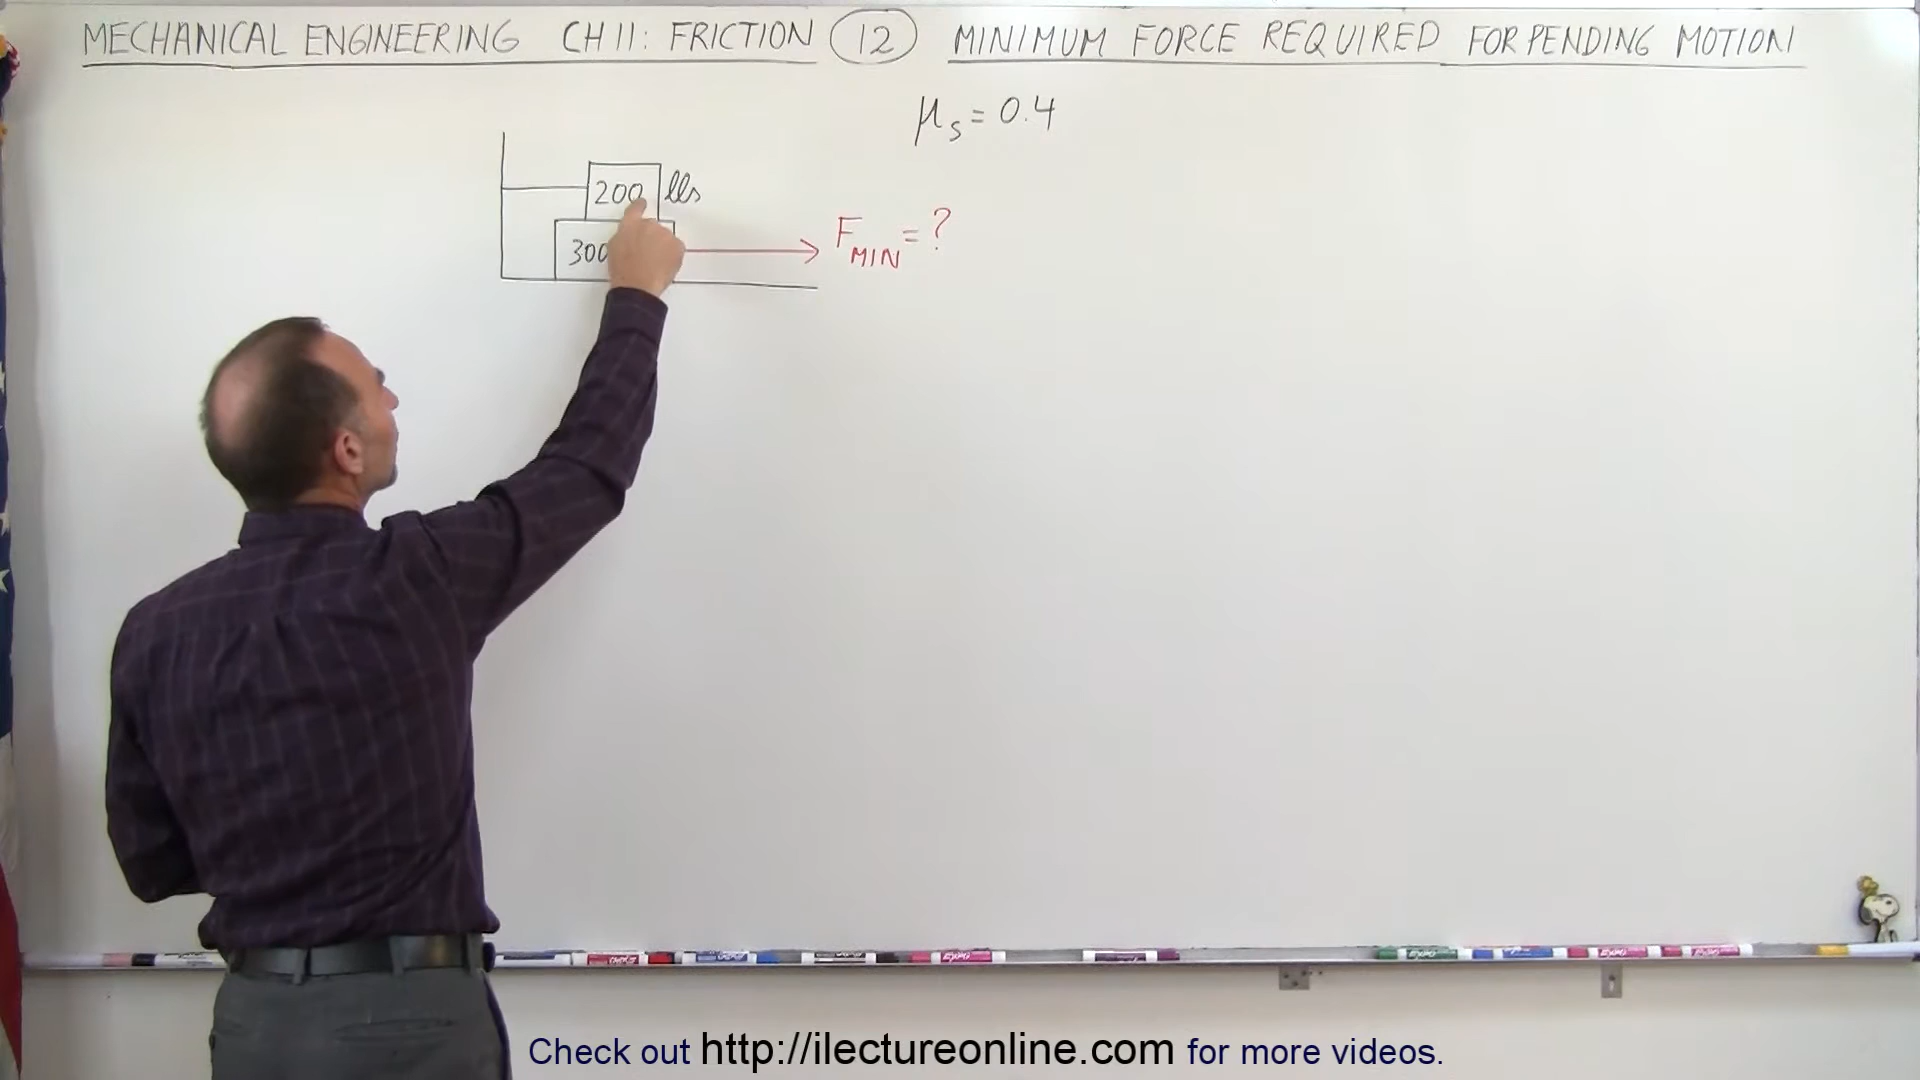 MECHANICAL ENGINEERING CH 11: FRICTION 12 MINIMUM FORCE REQUIRED FOR PENDING MOTION
μs = 0.4
200 lbs
300
FMIN = ?
EXPO
Check out http://ilectureonline.com for more videos.